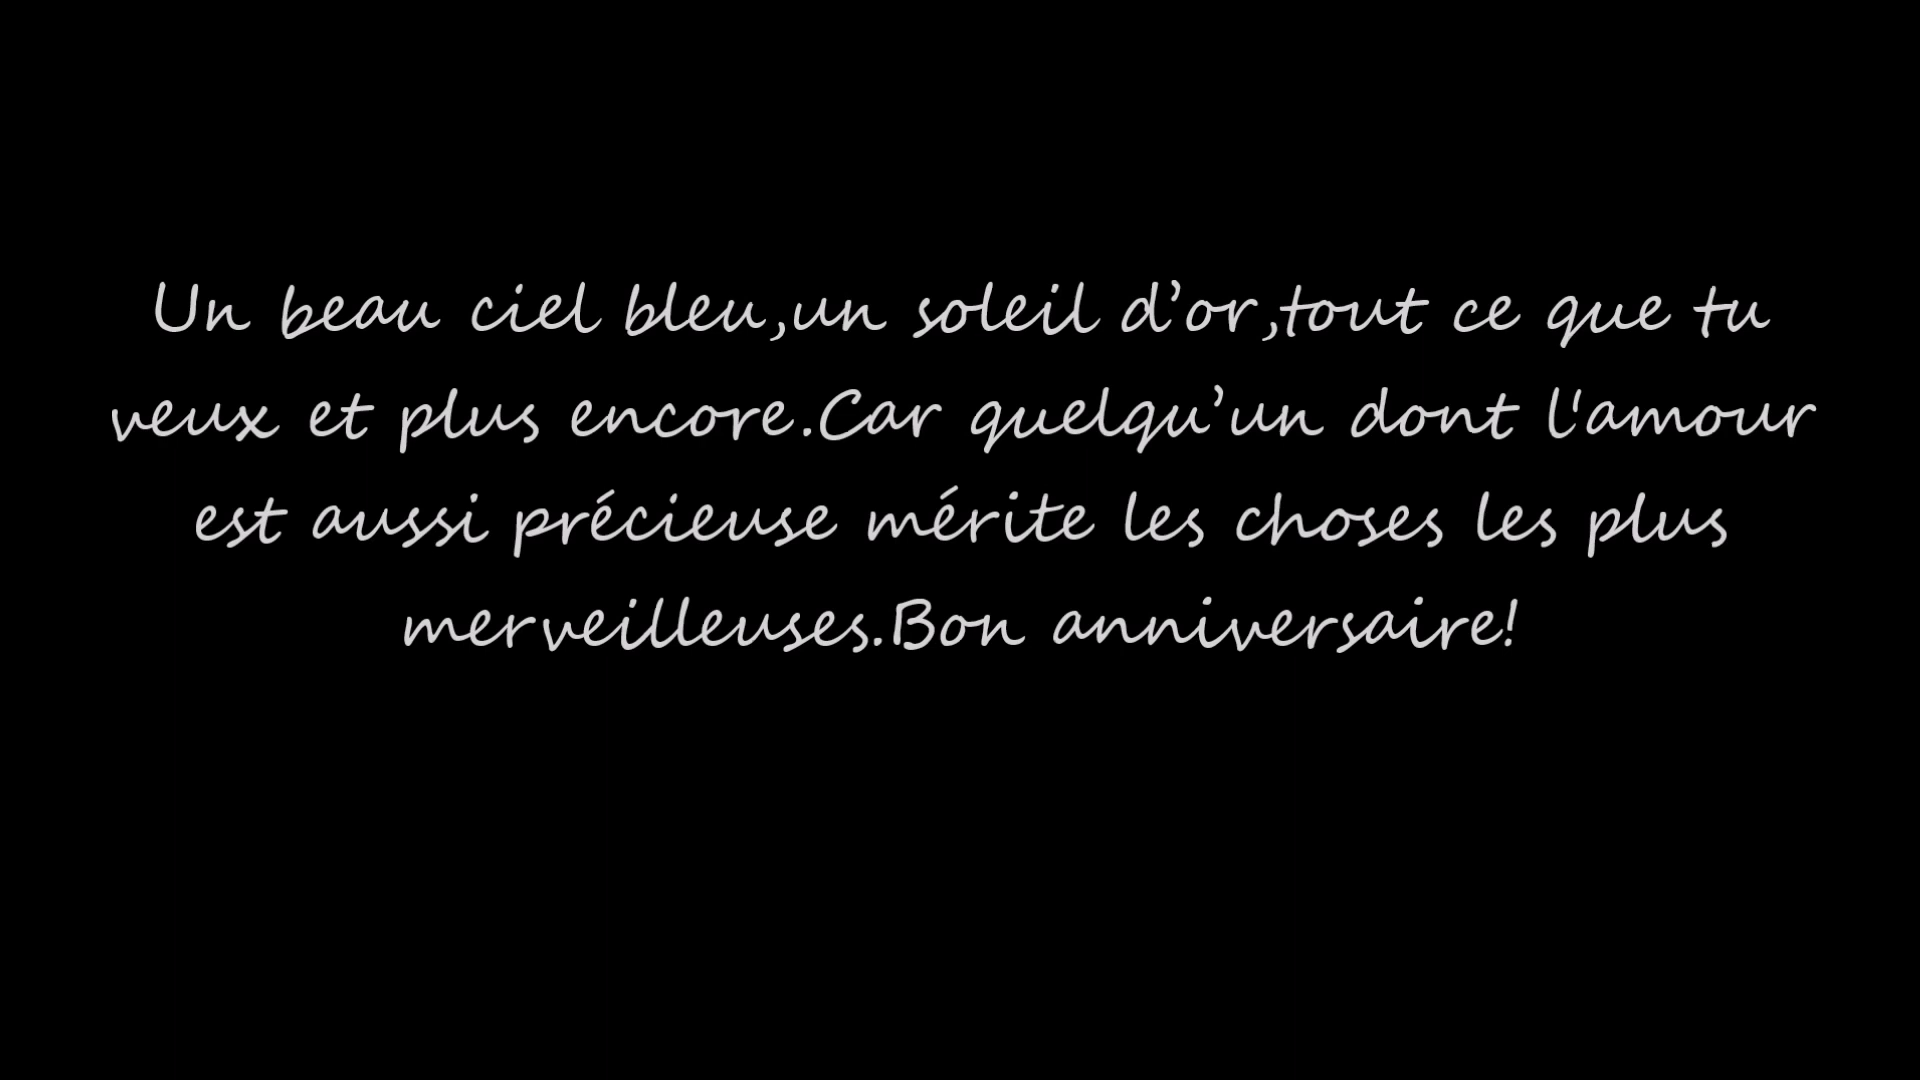 Un beau ciel bleu,un soleil d’or,tout ce que tu
veux et plus encore.Car quelqu’un dont l'amour
est aussi précieuse mérite les choses les plus
merveilleuses.Bon anniversaire!